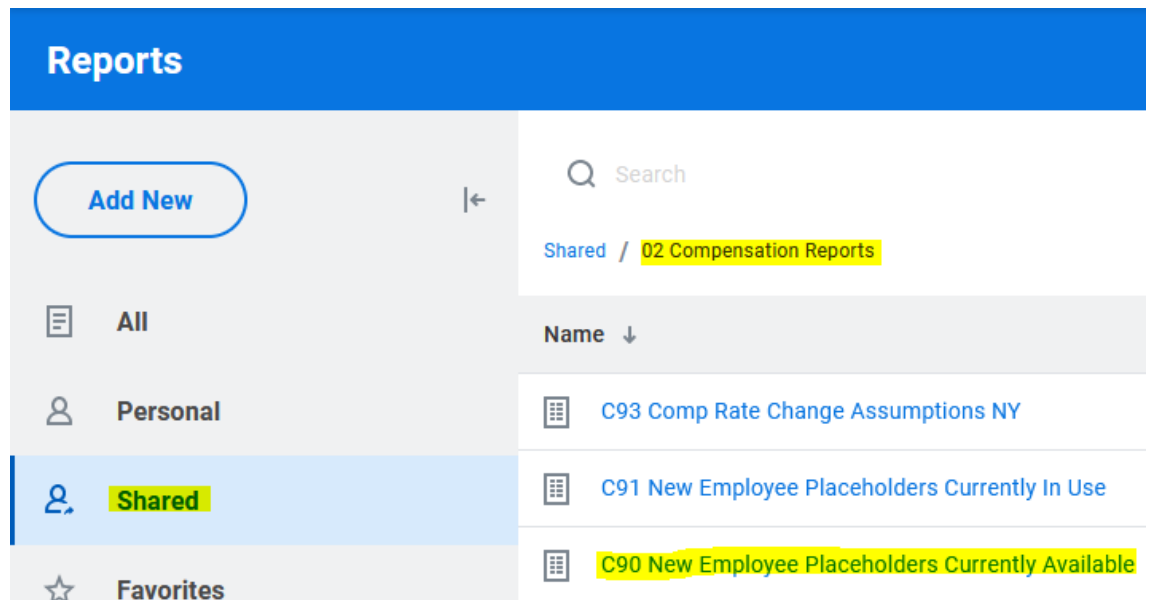 Reports
Add New
All
Personal
Shared
Favorites
Search
Shared / 02 Compensation Reports
Name
C93 Comp Rate Change Assumptions NY
C91 New Employee Placeholders Currently In Use
C90 New Employee Placeholders Currently Available